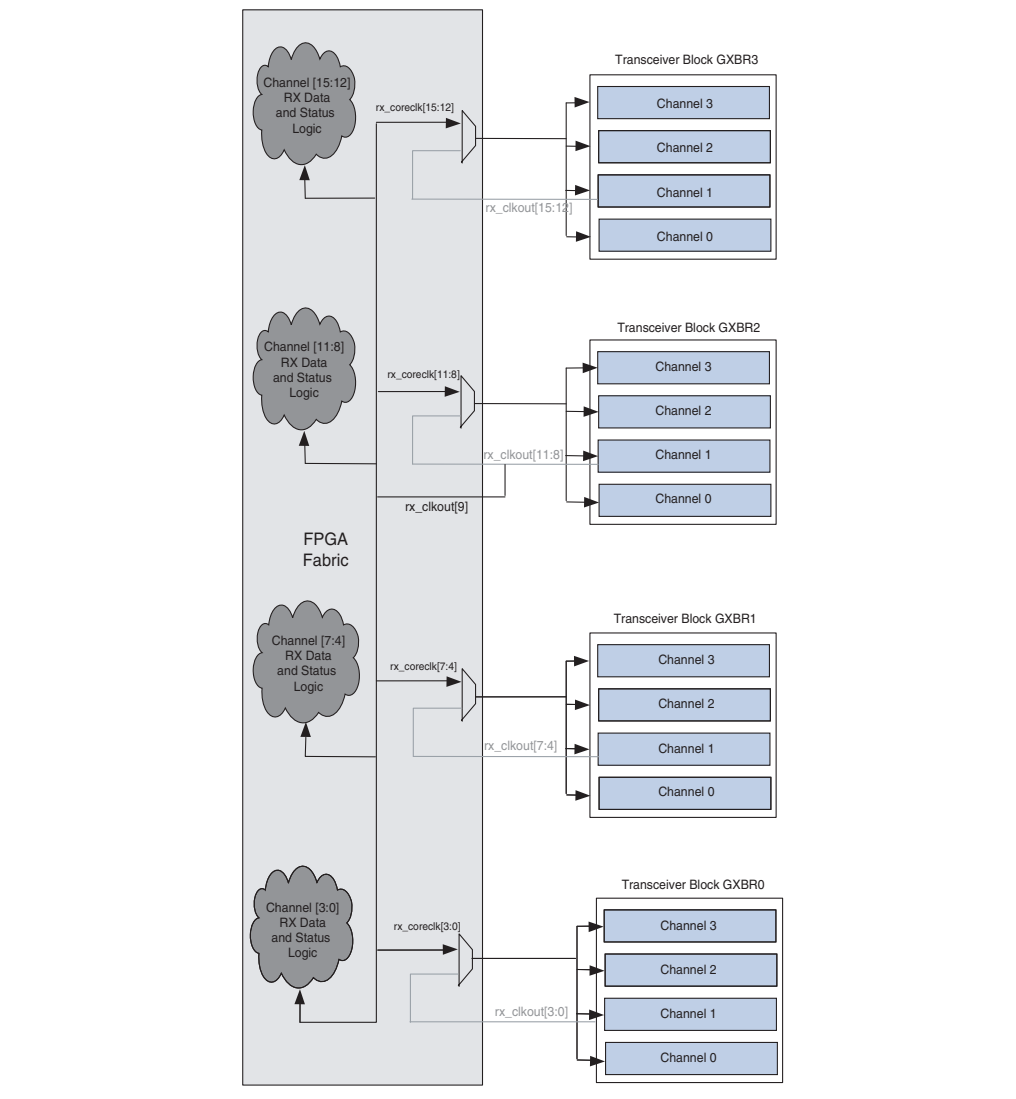 Transceiver Block GXBR3
Channel [15:12]
RX Data
and Status
Logic
rx_coreclk[15:12]
Channel 3
Channel 2
Channel 1
rx_clkout[15:12]
Channel 0
Transceiver Block GXBR2
Channel [11:8]
RX Data
and Status
Logic
rx_coreclk[11:8]
Channel 3
Channel 2
rx_clkout[11:8]
Channel 1
Channel 0
rx_clkout[9]
FPGA
Fabric
Transceiver Block GXBR1
Channel [7:4]
RX Data
and Status
Logic
rx_coreclk[7:4]
Channel 3
Channel 2
rx_clkout[7:4]
Channel 1
Channel 0
Transceiver Block GXBR0
Channel [3:0]
RX Data
and Status
Logic
rx_coreclk[3:0]
Channel 3
Channel 2
rx_clkout[3:0]
Channel 1
Channel 0